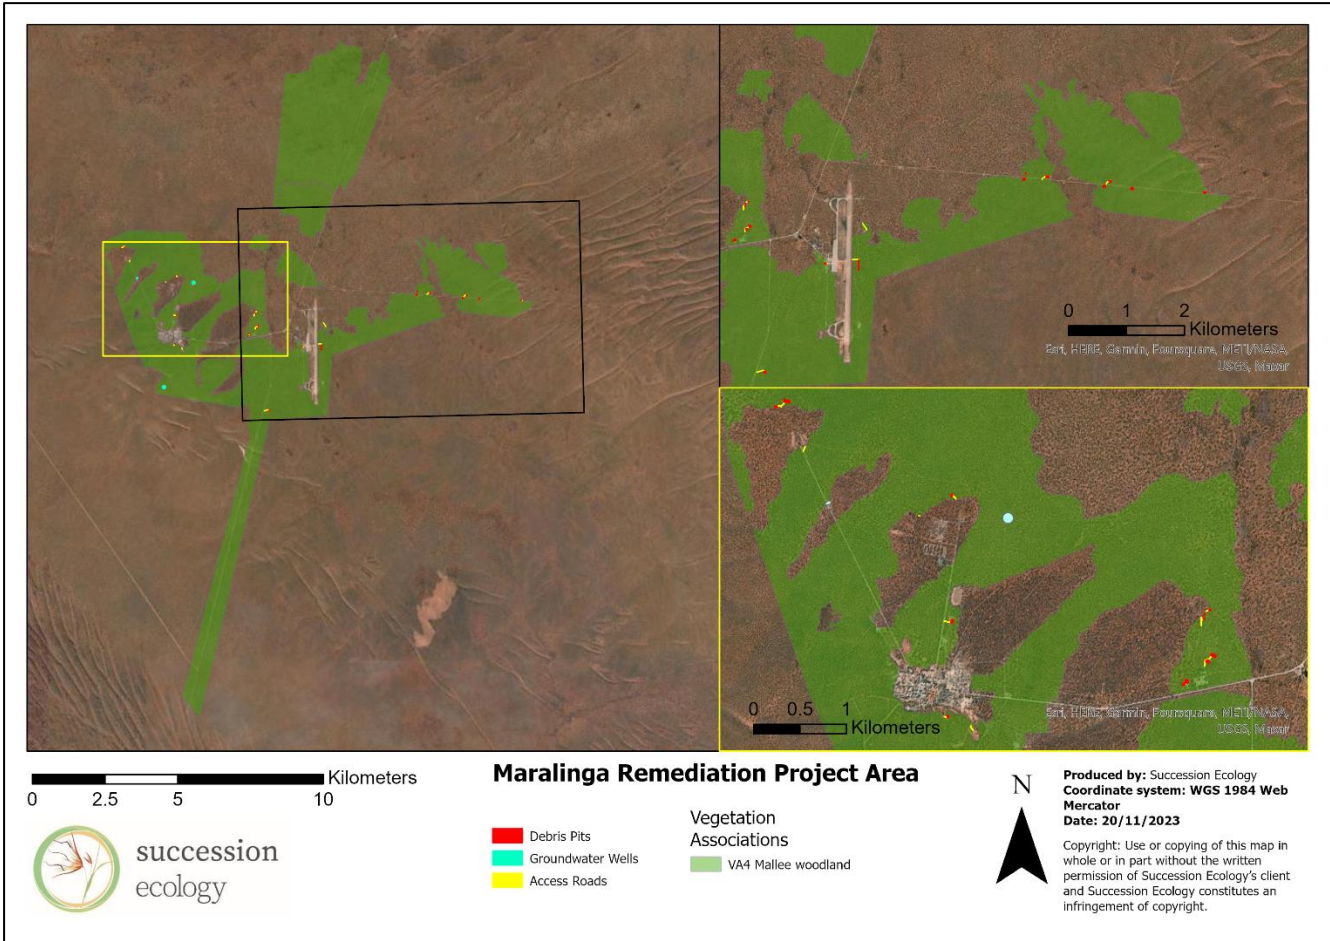 0 1 2
Kilometers
Esri, HERE, Garmin, Foursquare, METI/NASA,
USGS, Maxar
0 0.5 1
Kilometers
Esri, HERE, Garmin, Foursquare, METI/NASA,
USGS, Maxar
Kilometers
0 2.5 5 10
succession
ecology
Maralinga Remediation Project Area
Debris Pits
Groundwater Wells
Access Roads
Vegetation
Associations
VA4 Mallee woodland
N
Produced by: Succession Ecology
Coordinate system: WGS 1984 Web
Mercator
Date: 20/11/2023
Copyright: Use or copying of this map in
whole or in part without the written
permission of Succession Ecology's client
and Succession Ecology constitutes an
infringement of copyright.